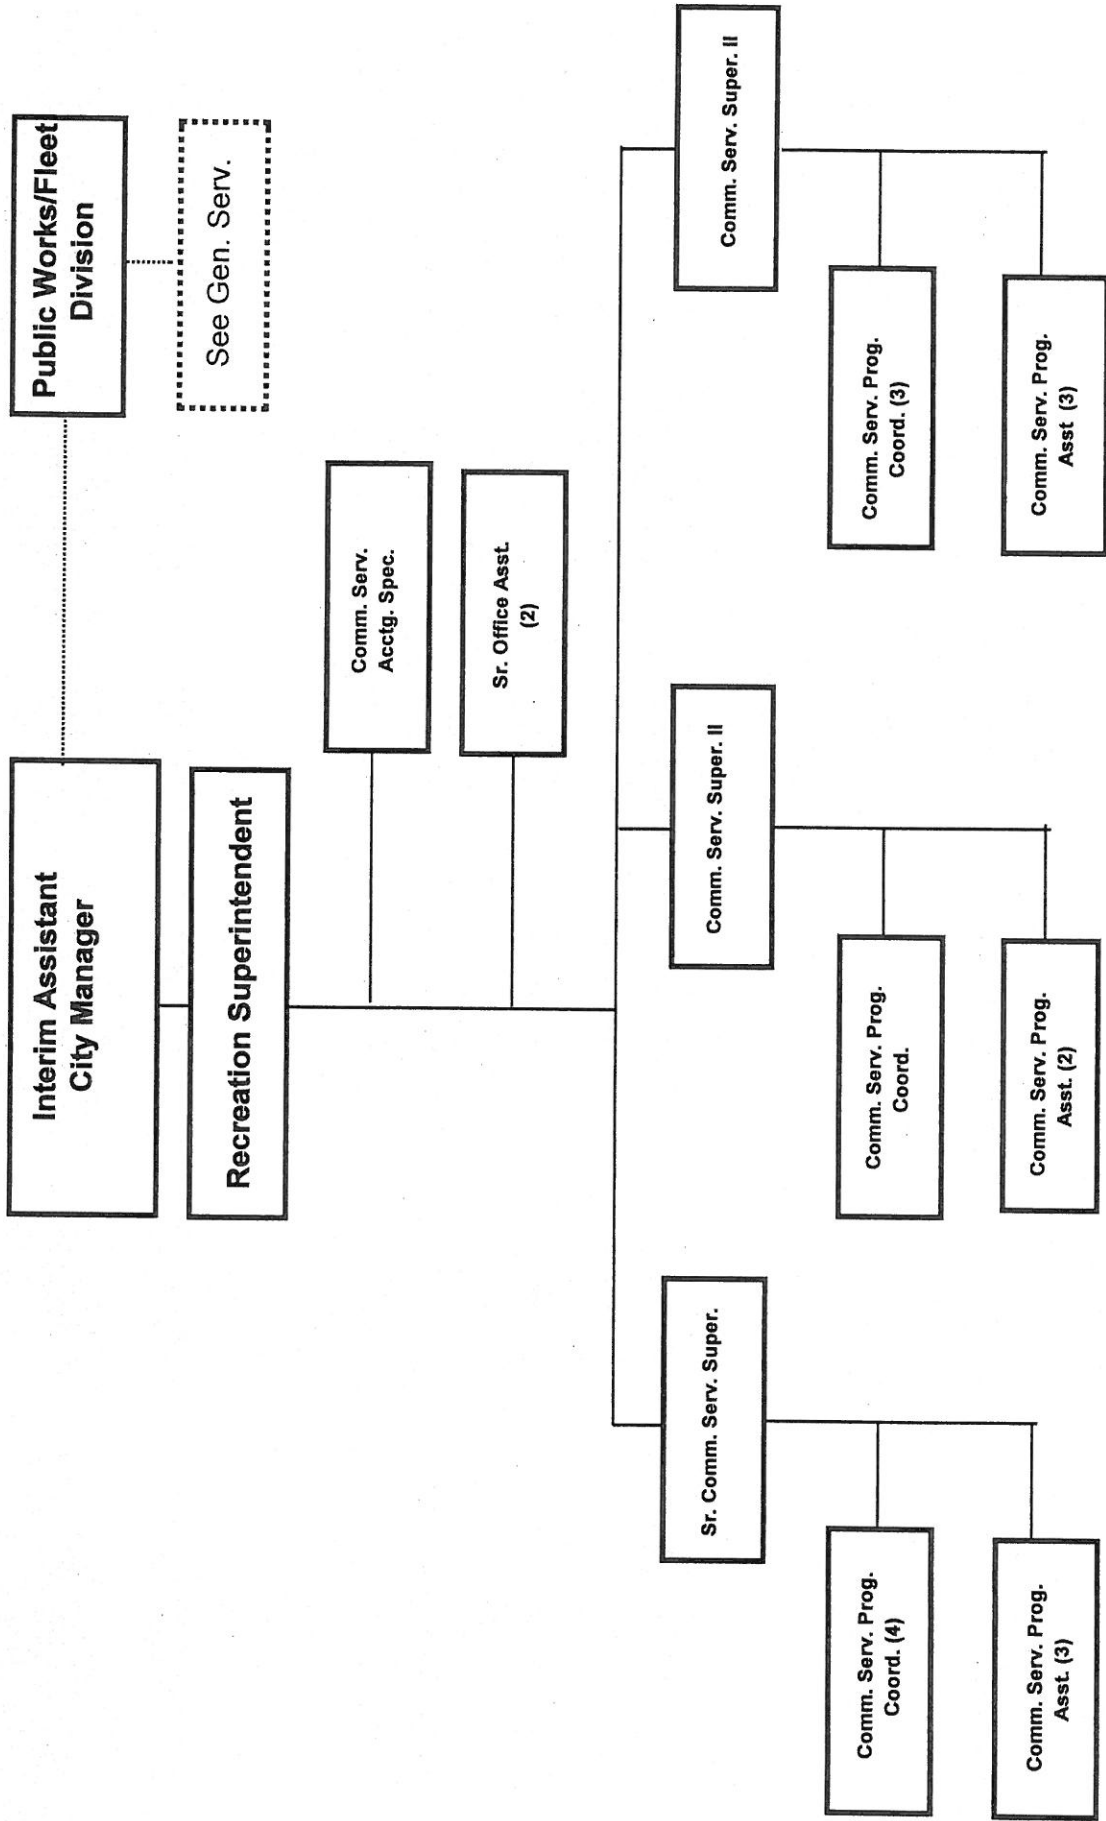 Interim Assistant
City Manager
Public Works/Fleet
Division
See Gen. Serv.
Recreation Superintendent
Comm. Serv.
Acctg. Spec.
Sr. Office Asst.
(2)
Sr. Comm. Serv. Super.
Comm. Serv. Super. II
Comm. Serv. Super. II
Comm. Serv. Prog.
Coord. (4)
Comm. Serv. Prog.
Coord.
Comm. Serv. Prog.
Coord. (3)
Comm. Serv. Prog.
Asst. (3)
Comm. Serv. Prog.
Asst. (2)
Comm. Serv. Prog.
Asst (3)